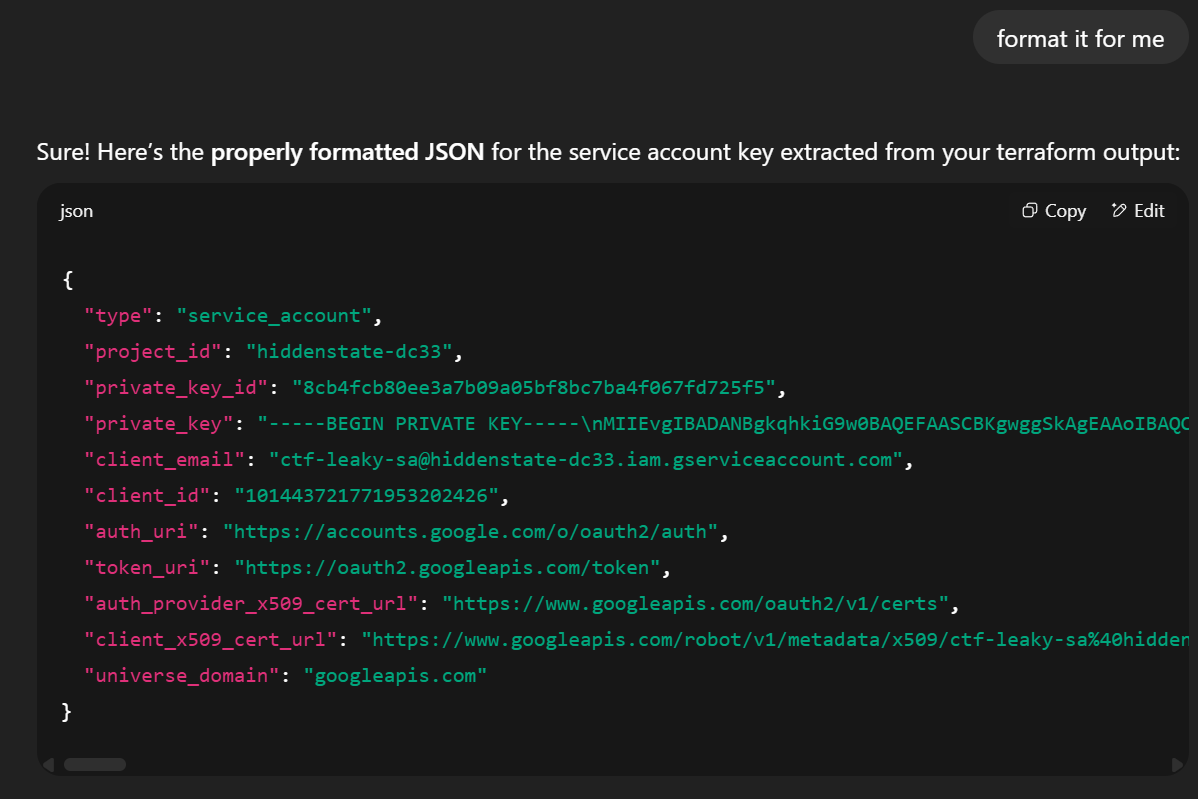 format it for me
Sure! Here's the properly formatted JSON for the service account key extracted from your terraform output:
json
Copy Edit
{
"type": "service_account",
"project_id": "hiddenstate-dc33",
"private_key_id": "8cb4fcb80ee3a7b09a05bf8bc7ba4f067fd725f5",
"private_key": "-----BEGIN PRIVATE KEY-----\nMIIEvgIBADANBgkqhkiG9w0BAQEFAASCBKgwggSkAgEAAoIBAQC
"client_email": "ctf-leaky-sa@hiddenstate-dc33.iam.gserviceaccount.com",
"client_id": "101443721771953202426",
"auth_uri": "https://accounts.google.com/o/oauth2/auth",
"token_uri": "https://oauth2.googleapis.com/token",
"auth_provider_x509_cert_url": "https://www.googleapis.com/oauth2/v1/certs",
"client_x509_cert_url": "https://www.googleapis.com/robot/v1/metadata/x509/ctf-leaky-sa%40hidden
"universe_domain": "googleapis.com"
}